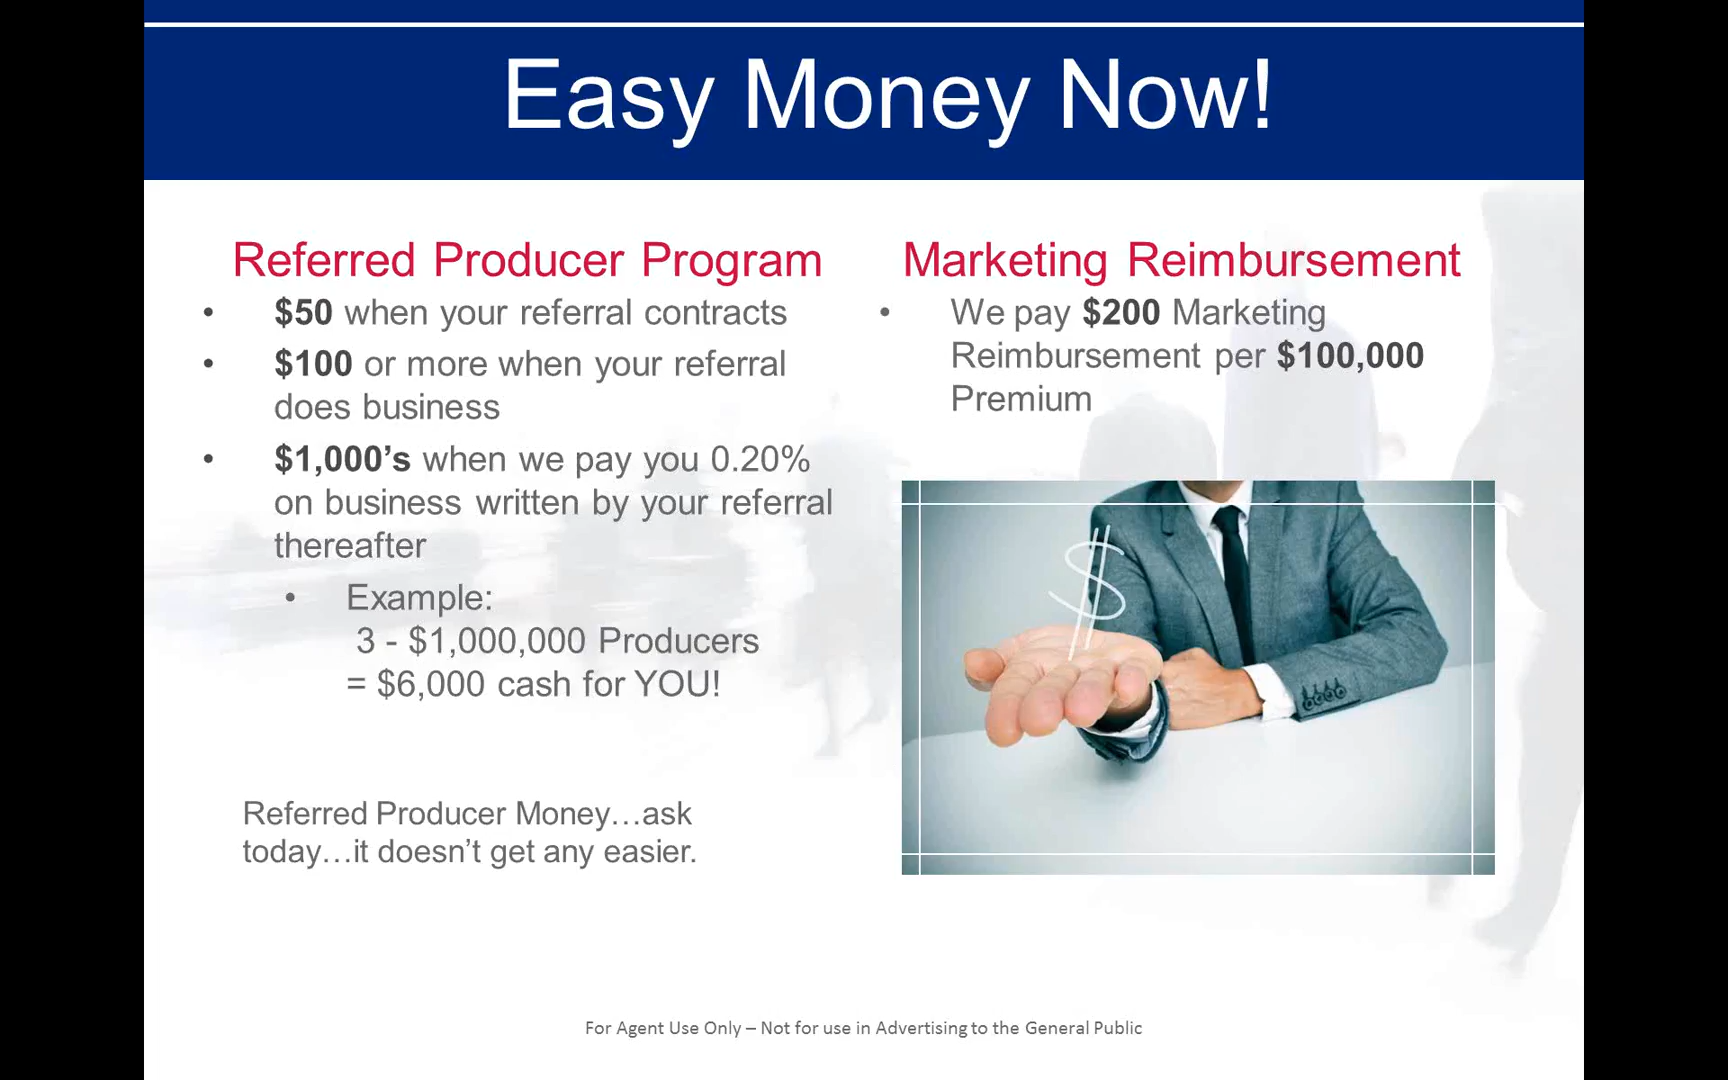 Easy Money Now!
Referred Producer Program
• $50 when your referral contracts
• $100 or more when your referral
does business
• $1,000’s when we pay you 0.20%
on business written by your referral
thereafter
• Example:
3 - $1,000,000 Producers
= $6,000 cash for YOU!
Referred Producer Money…ask
today…it doesn’t get any easier.
Marketing Reimbursement
• We pay $200 Marketing
Reimbursement per $100,000
Premium
$
For Agent Use Only – Not for use in Advertising to the General Public